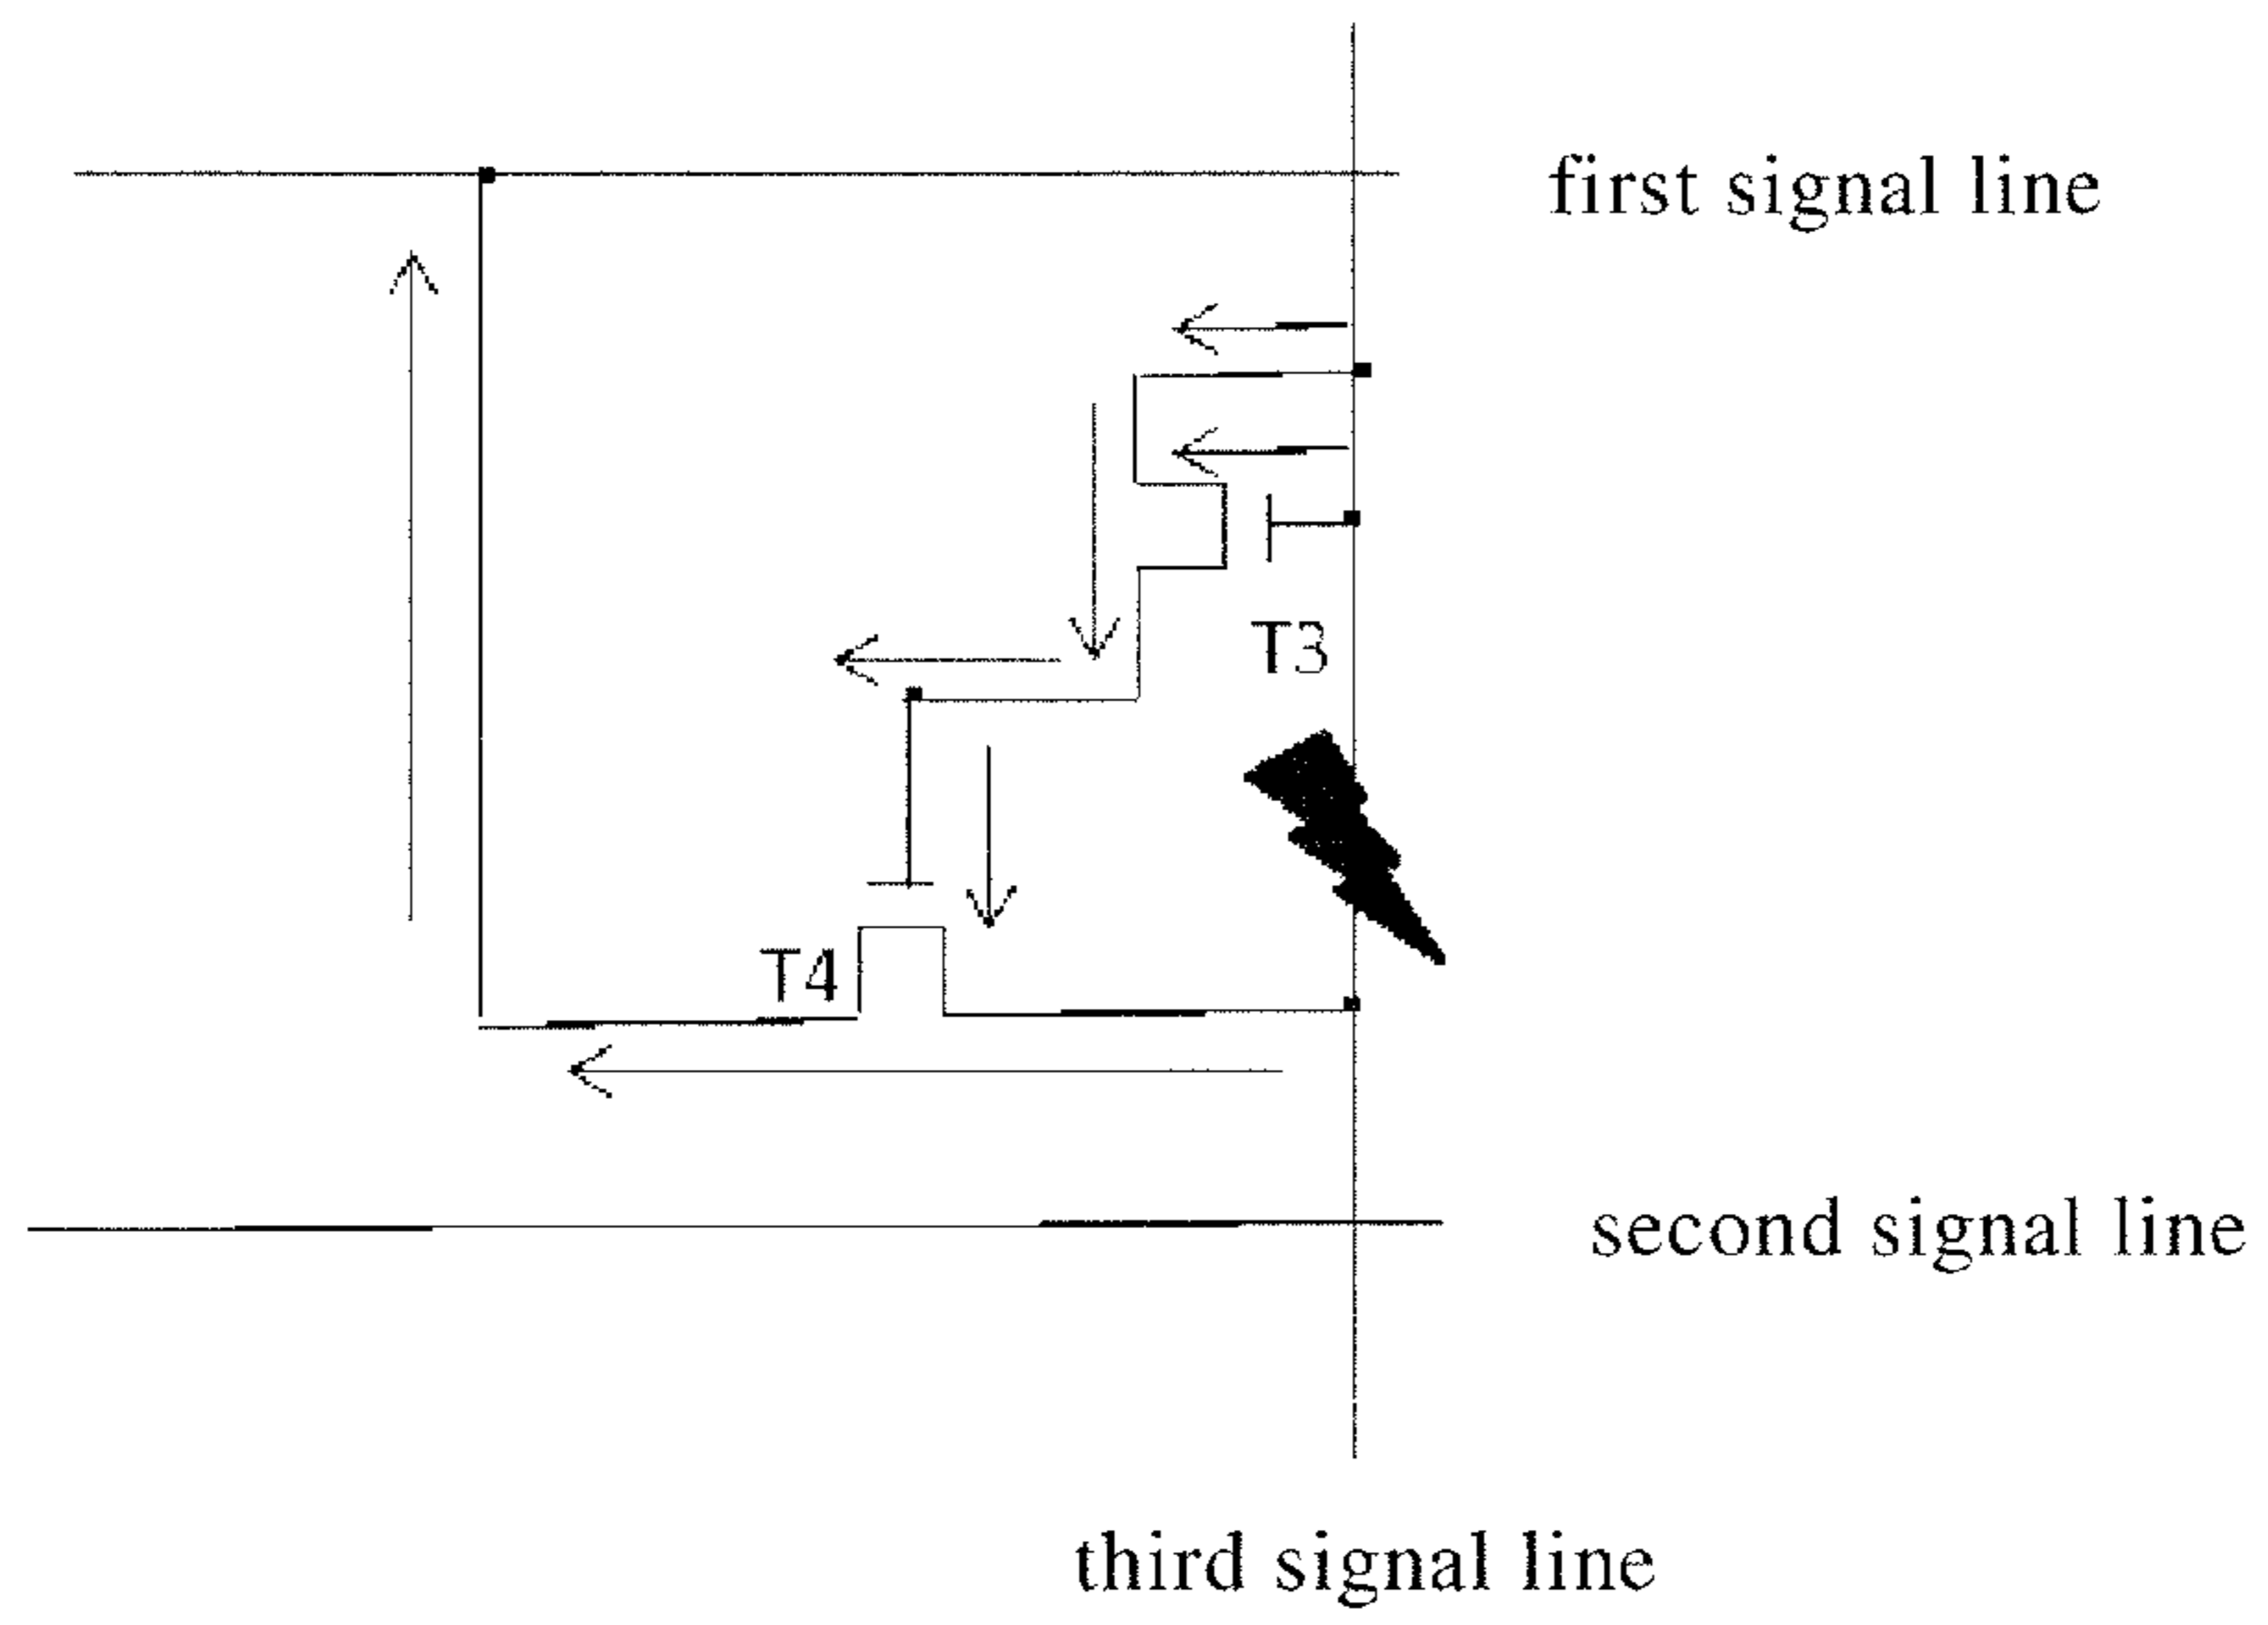 first signal line
T3
T4
second signal line
third signal line